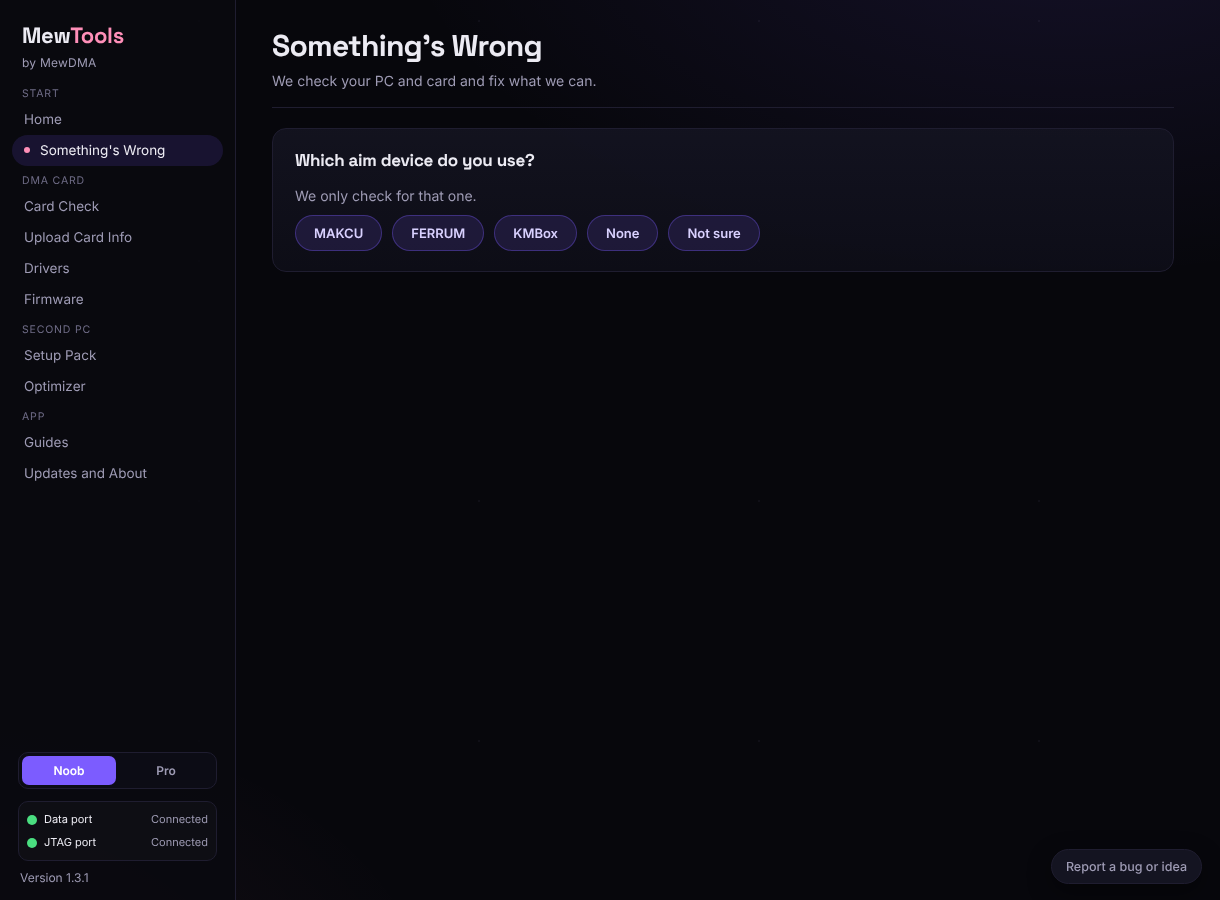 MewTools
by MewDMA
START
Home
Something's Wrong
DMA CARD
Card Check
Upload Card Info
Drivers
Firmware
SECOND PC
Setup Pack
Optimizer
APP
Guides
Updates and About
Noob
Pro
Data port
Connected
JTAG port
Connected
Version 1.3.1
Something's Wrong
We check your PC and card and fix what we can.
Which aim device do you use?
We only check for that one.
MAKCU
FERRUM
KMBox
None
Not sure
Report a bug or idea